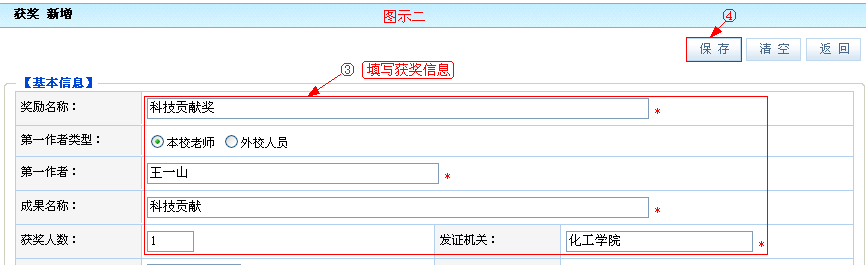 获奖 新增
图示二
④
保 存
清 空
返 回
③ 填写获奖信息
【基本信息】
奖励名称： 科技贡献奖 *
第一作者类型： 本校老师 外校人员
第一作者： 王一山 *
成果名称： 科技贡献 *
获奖人数： 1 发证机关： 化工学院 *